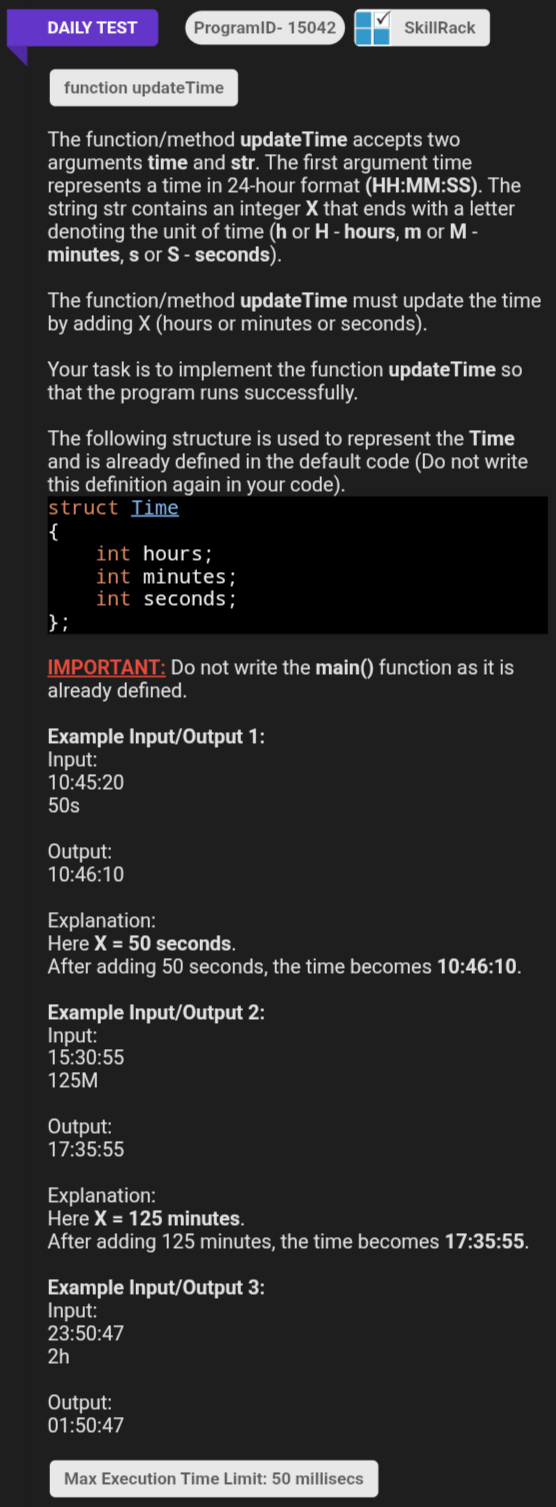 DAILY TEST
ProgramID- 15042
SkillRack
function updateTime
The function/method updateTime accepts two
arguments time and str. The first argument time
represents a time in 24-hour format (HH:MM:SS). The
string str contains an integer X that ends with a letter
denoting the unit of time (h or H - hours, m or M -
minutes, s or S - seconds).
The function/method updateTime must update the time
by adding X (hours or minutes or seconds).
Your task is to implement the function updateTime so
that the program runs successfully.
The following structure is used to represent the Time
and is already defined in the default code (Do not write
this definition again in your code).
struct Time
{
    int hours;
    int minutes;
    int seconds;
};
IMPORTANT: Do not write the main() function as it is
already defined.
Example Input/Output 1:
Input:
10:45:20
50s
Output:
10:46:10
Explanation:
Here X = 50 seconds.
After adding 50 seconds, the time becomes 10:46:10.
Example Input/Output 2:
Input:
15:30:55
125M
Output:
17:35:55
Explanation:
Here X = 125 minutes.
After adding 125 minutes, the time becomes 17:35:55.
Example Input/Output 3:
Input:
23:50:47
2h
Output:
01:50:47
Max Execution Time Limit: 50 millisecs